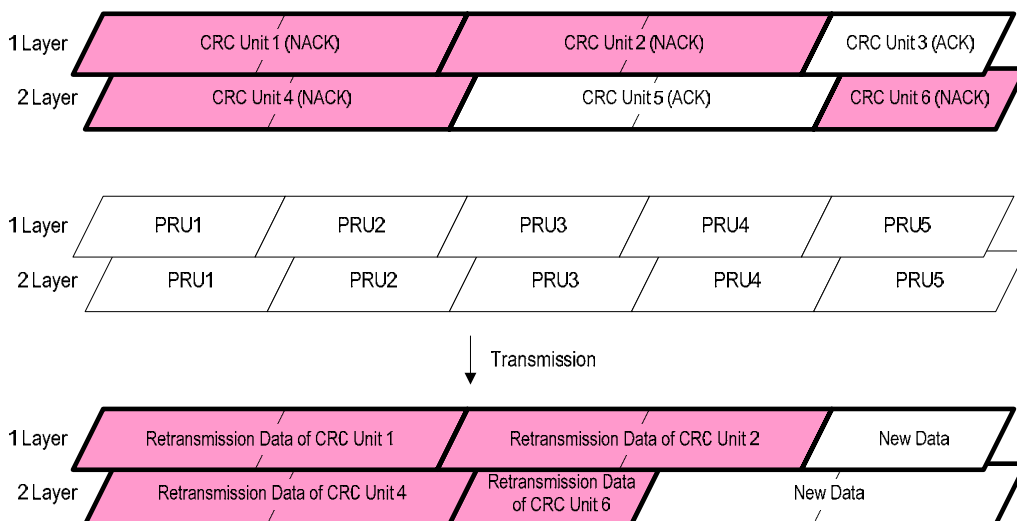 1 Layer CRC Unit 1 (NACK) CRC Unit 2 (NACK) CRC Unit 3 (ACK)
2 Layer CRC Unit 4 (NACK) CRC Unit 5 (ACK) CRC Unit 6 (NACK)
1 Layer PRU1 PRU2 PRU3 PRU4 PRU5
2 Layer PRU1 PRU2 PRU3 PRU4 PRU5
Transmission
1 Layer Retransmission Data of CRC Unit 1 Retransmission Data of CRC Unit 2 New Data
2 Layer Retransmission Data of CRC Unit 4 Retransmission Data
of CRC Unit 6 New Data